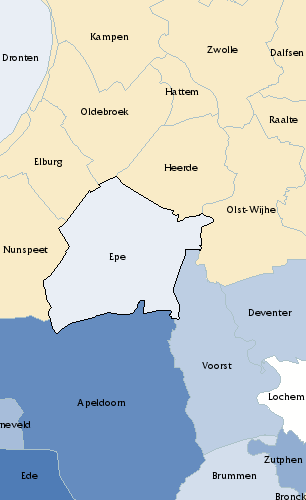 Kampen
Zwolle
Dalfsen
Dronten
Hattem
Oldebroek
Raalte
Elburg
Heerde
Olst-Wijhe
Nunspeet
Epe
Deventer
Voorst
Lochem
Apeldoorn
neveld
Zutphen
Ede
Brummen
Bronck